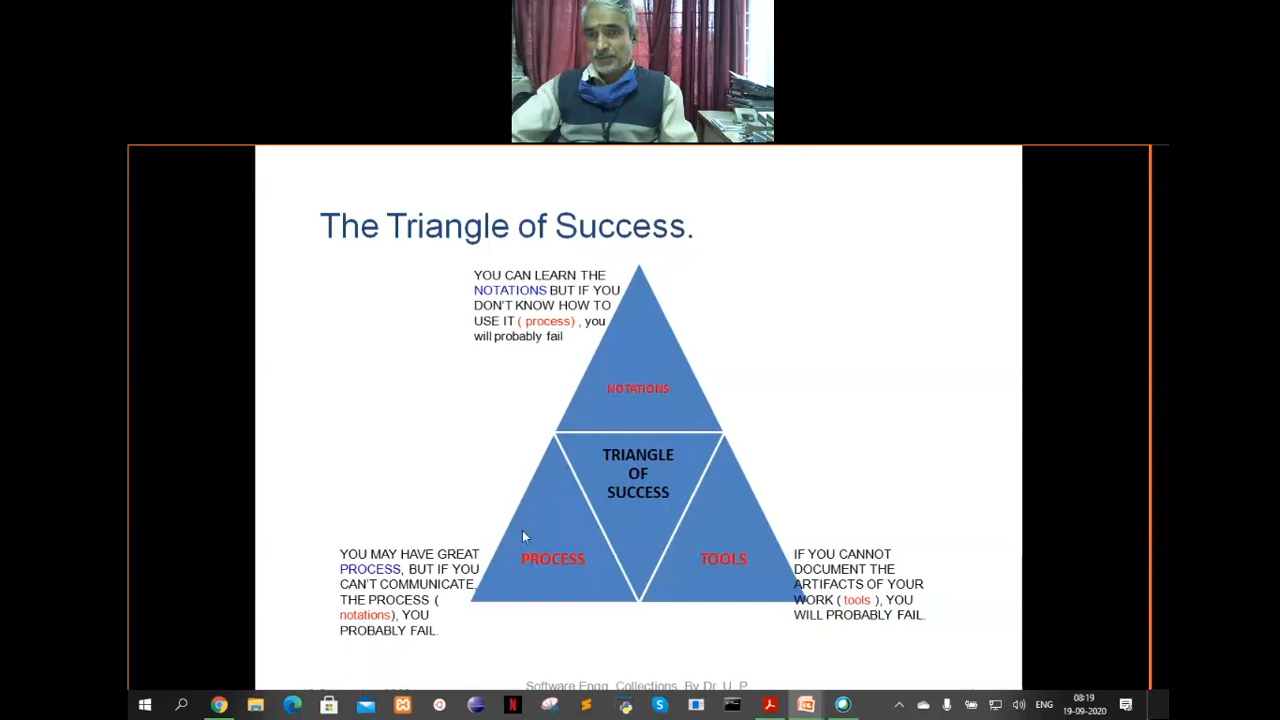 The Triangle of Success.
YOU CAN LEARN THE
NOTATIONS BUT IF YOU
DON'T KNOW HOW TO
USE IT ( process) , you
will probably fail
NOTATIONS
TRIANGLE
OF
SUCCESS
PROCESS
TOOLS
YOU MAY HAVE GREAT
PROCESS, BUT IF YOU
CAN'T COMMUNICATE
THE PROCESS (
notations), YOU
PROBABLY FAIL.
IF YOU CANNOT
DOCUMENT THE
ARTIFACTS OF YOUR
WORK ( tools ), YOU
WILL PROBABLY FAIL.
Software Engg. Collections By Dr U P
ENG
08:19
19-09-2020